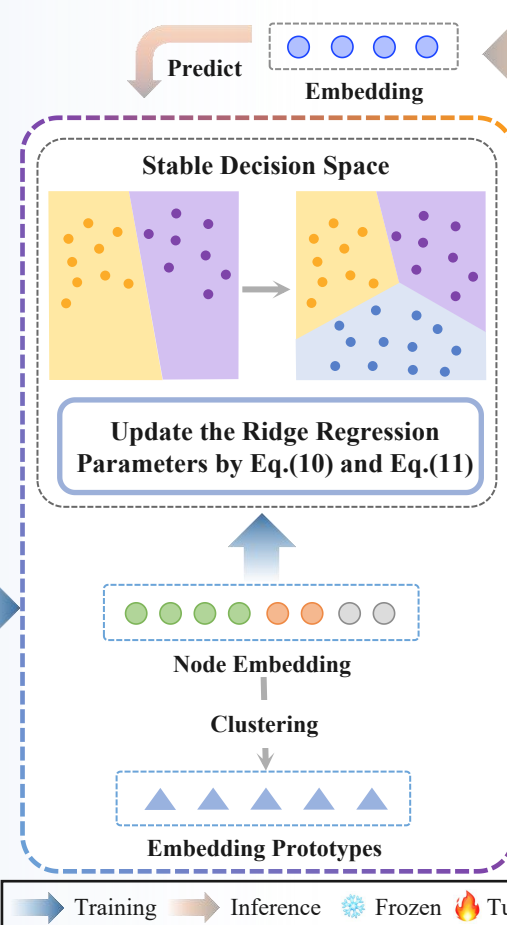 Predict
Embedding
Stable Decision Space
Update the Ridge Regression
Parameters by Eq.(10) and Eq.(11)
Node Embedding
Clustering
Embedding Prototypes
Training Inference Frozen